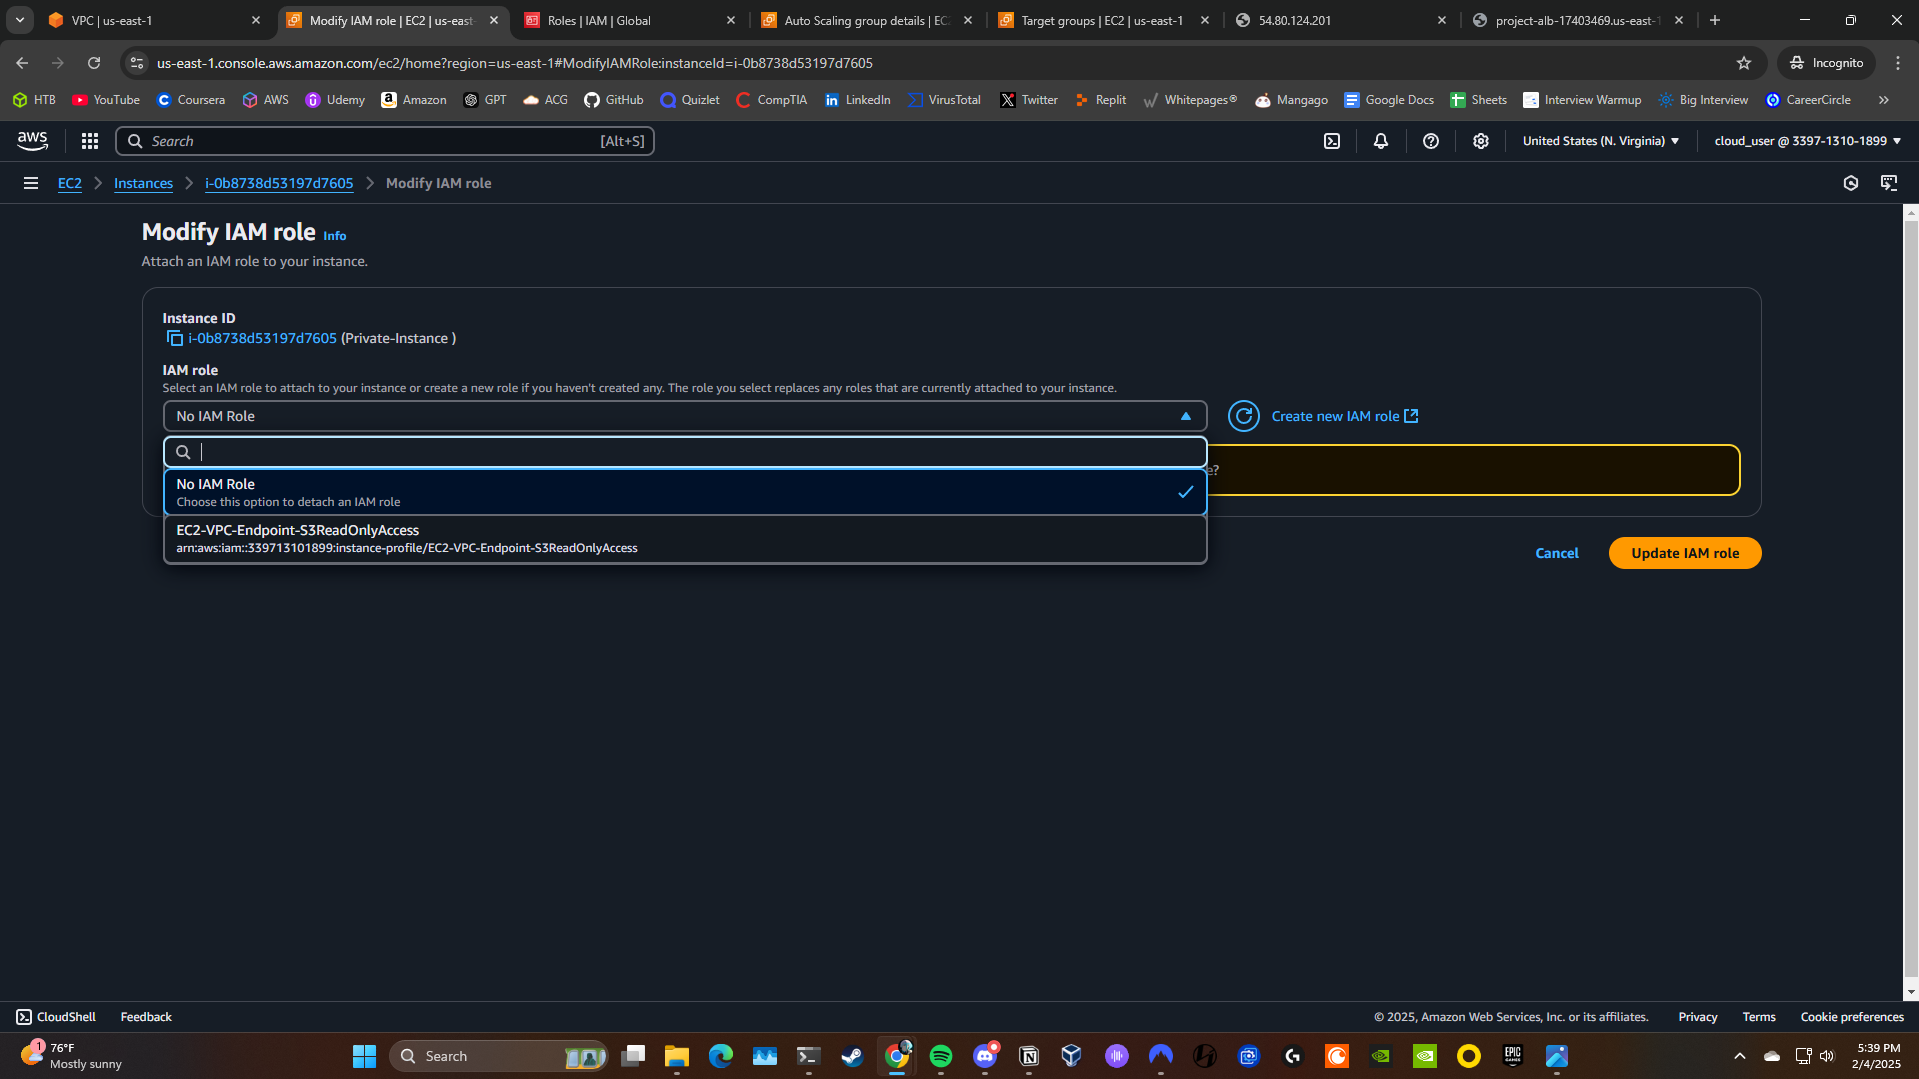 VPC | us-east-1
Modify IAM role | EC2 | us-east-
Roles | IAM | Global
Auto Scaling group details | EC
Target groups | EC2 | us-east-1
54.80.124.201
project-alb-17403469.us-east-1
us-east-1.console.aws.amazon.com/ec2/home?region=us-east-1#ModifyIAMRole:instanceId=i-0b8738d53197d7605
Incognito
HTB
YouTube
Coursera
AWS
Udemy
Amazon
GPT
ACG
GitHub
Quizlet
CompTIA
LinkedIn
VirusTotal
Twitter
Replit
Whitepages®
Mangago
Google Docs
Sheets
Interview Warmup
Big Interview
CareerCircle
aws
Search
[Alt+S]
United States (N. Virginia)
cloud_user @ 3397-1310-1899
EC2
Instances
i-0b8738d53197d7605
Modify IAM role
Modify IAM role Info
Attach an IAM role to your instance.
Instance ID
i-0b8738d53197d7605 (Private-Instance )
IAM role
Select an IAM role to attach to your instance or create a new role if you haven't created any. The role you select replaces any roles that are currently attached to your instance.
No IAM Role
Create new IAM role
No IAM Role
Choose this option to detach an IAM role
EC2-VPC-Endpoint-S3ReadOnlyAccess
arn:aws:iam::339713101899:instance-profile/EC2-VPC-Endpoint-S3ReadOnlyAccess
Cancel
Update IAM role
CloudShell
Feedback
© 2025, Amazon Web Services, Inc. or its affiliates.
Privacy
Terms
Cookie preferences
1
76°F
Mostly sunny
Search
EPIC GAMES
5:39 PM
2/4/2025